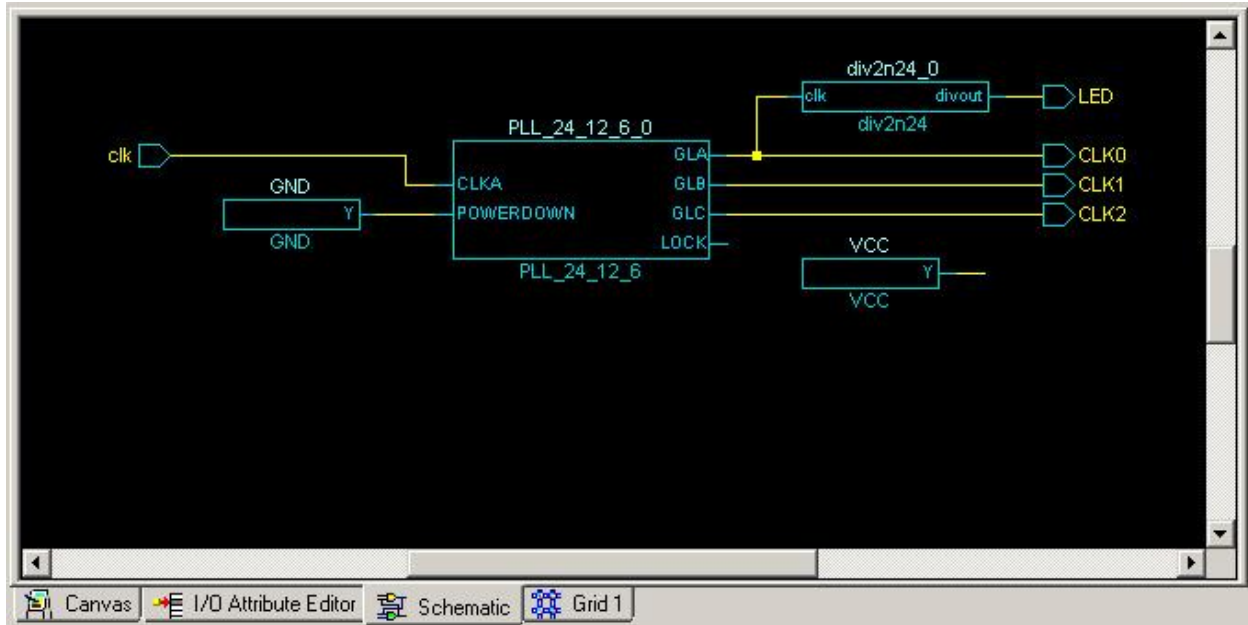 div2n24_0
clk divout LED
div2n24
PLL_24_12_6_0
clk GLA CLK0
GND CLKA GLB CLK1
Y POWERDOWN GLC CLK2
GND LOCK VCC
PLL_24_12_6 Y
VCC
Canvas I/O Attribute Editor Schematic Grid 1